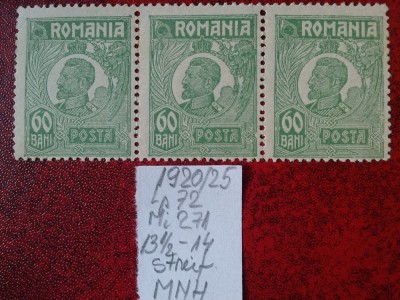 ROMANIA ROMANIA ROMANIA
60 BANI POSTA 60 BANI POSTA 60 BANI POSTA
1920/25
72
Mi 271
13½-14
streif
MNH